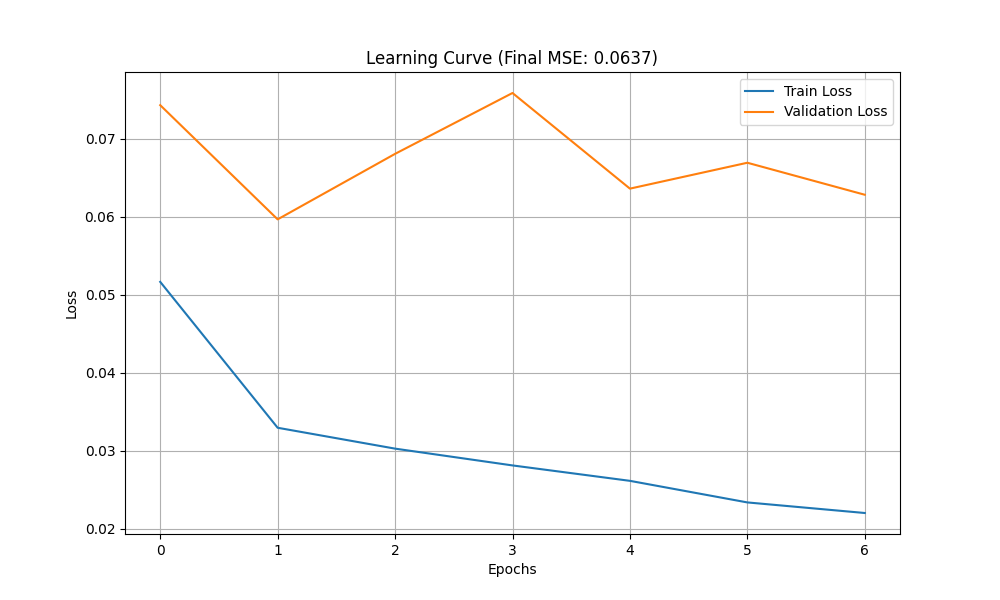 Learning Curve (Final MSE: 0.0637)
Train Loss
Validation Loss
0.07
0.06
0.05
0.04
0.03
0.02
Loss
0 1 2 3 4 5 6
Epochs